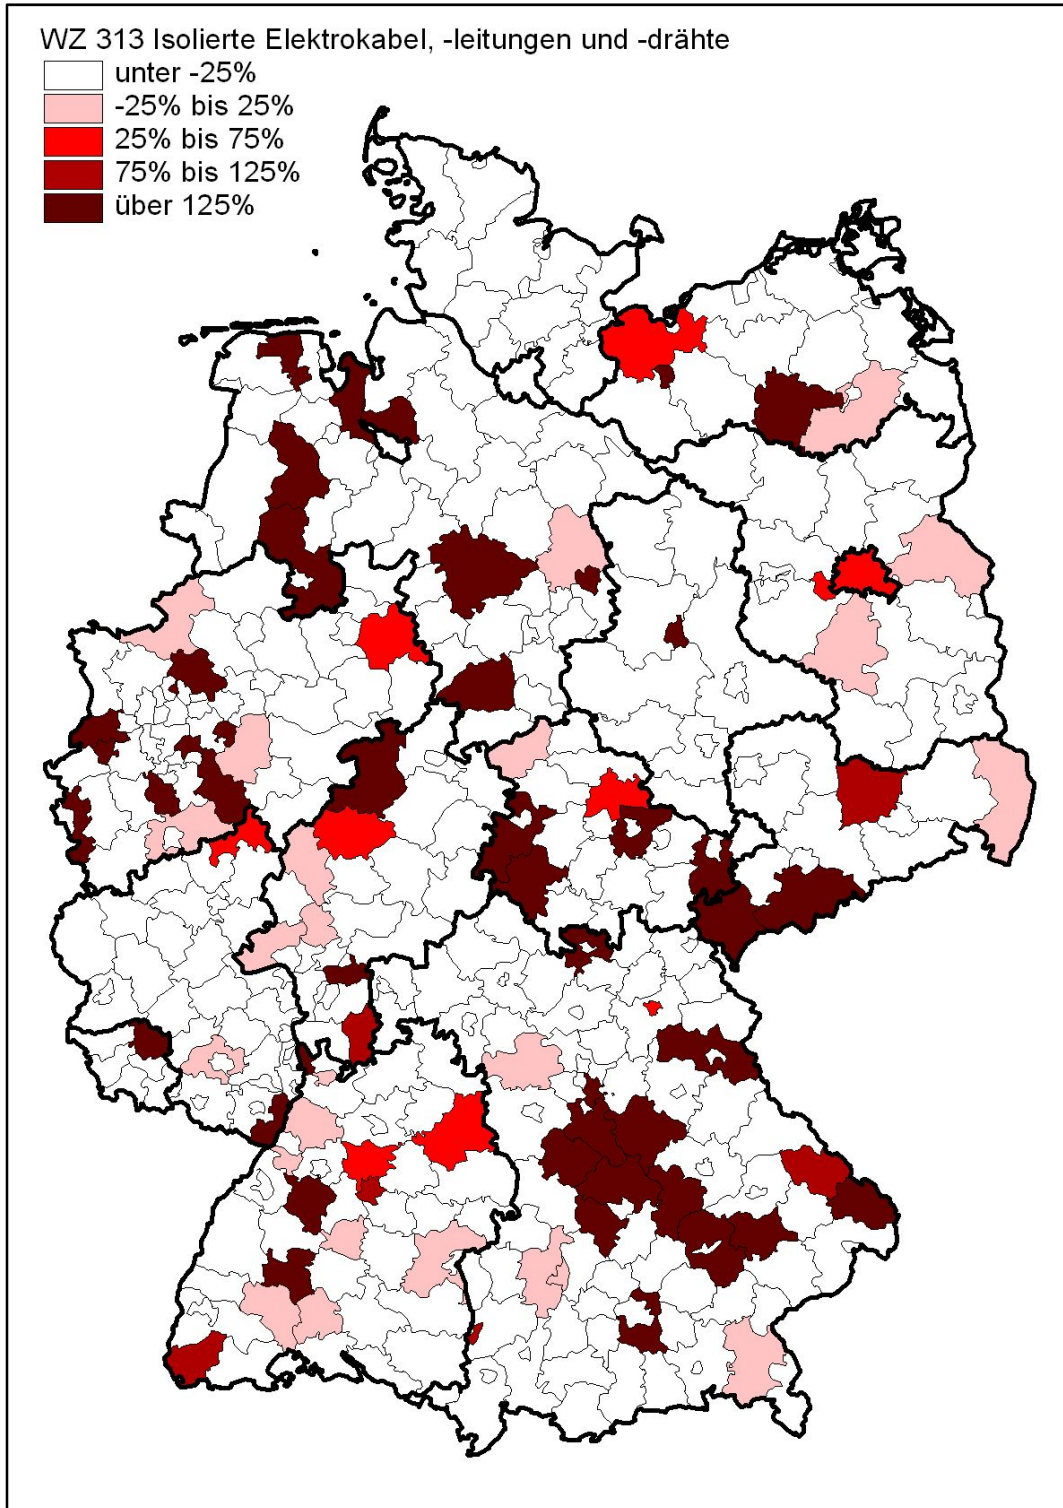 WZ 313 Isolierte Elektrokabel, -leitungen und -drähte
unter -25%
-25% bis 25%
25% bis 75%
75% bis 125%
über 125%